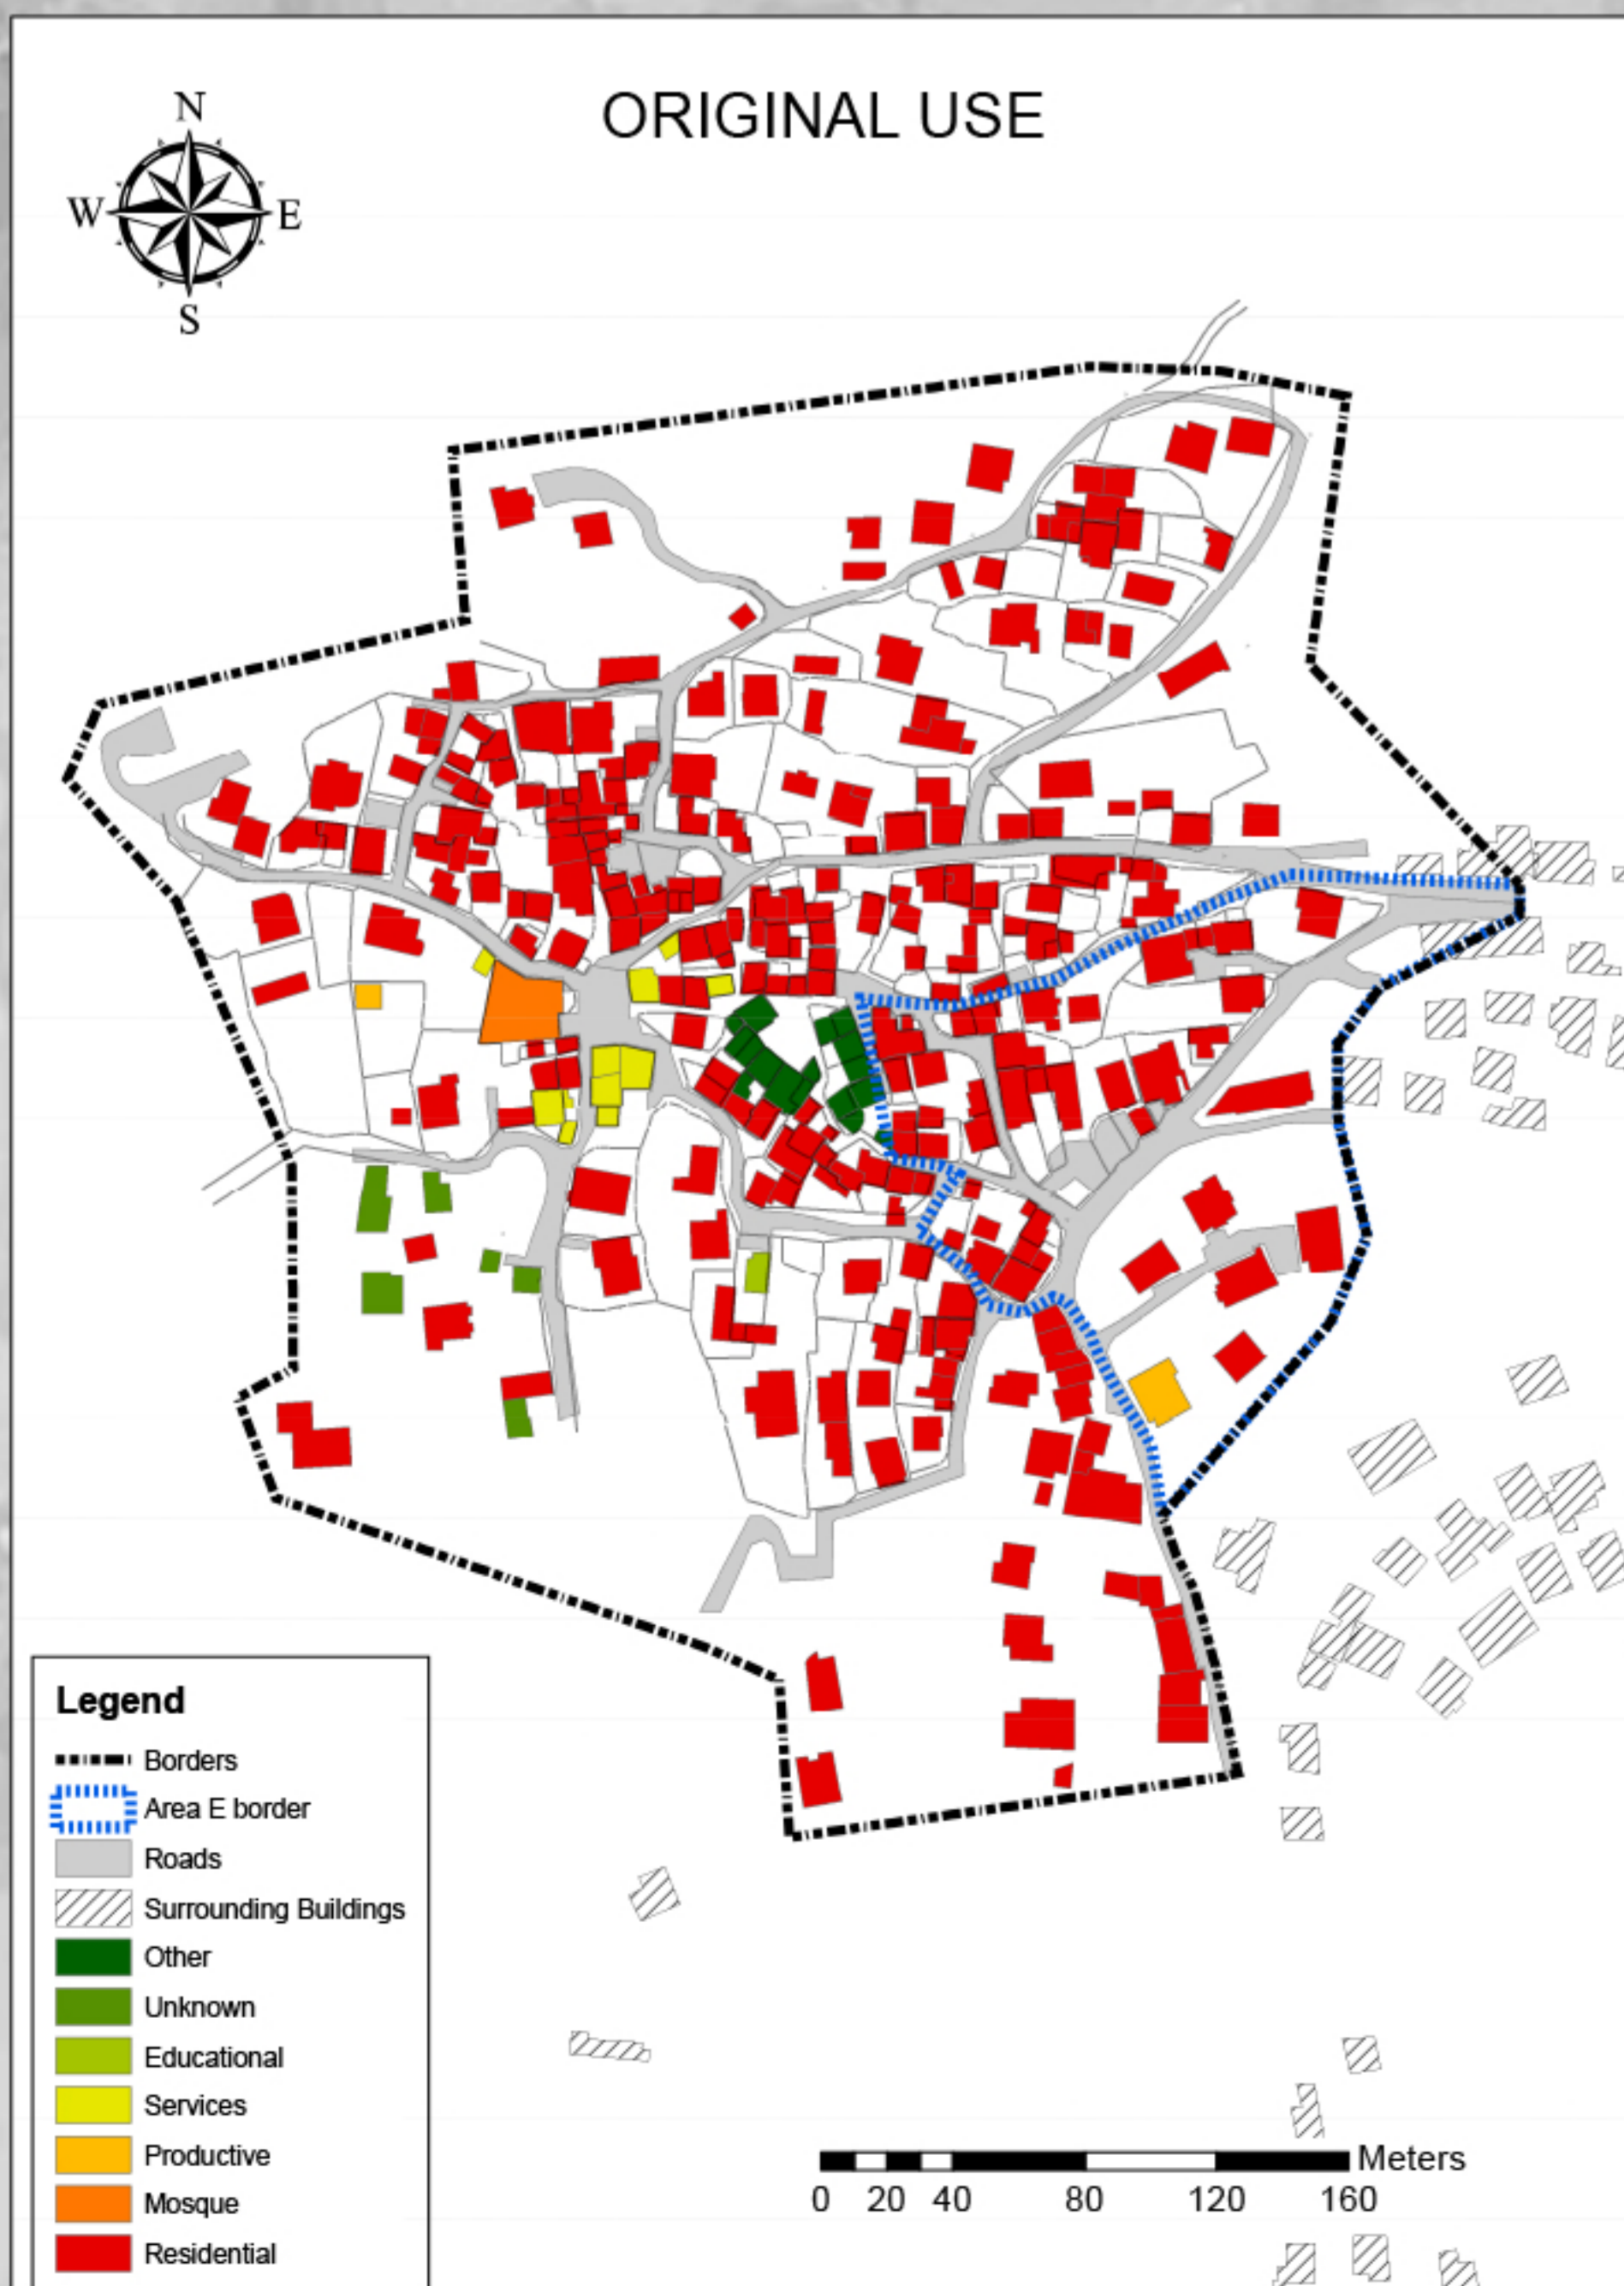 ORIGINAL USE
N
W E
S
Legend
Borders
Area E border
Roads
Surrounding Buildings
Other
Unknown
Educational
Services
Productive
Mosque
Residential
Meters
0 20 40 80 120 160